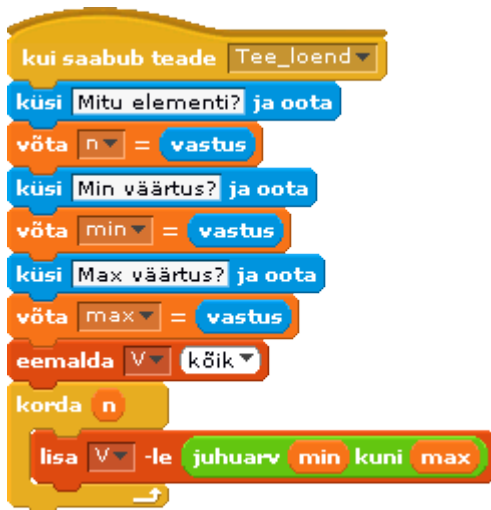 kui saabub teade Tee_loend
küsi Mitu elementi? ja oota
võta n = vastus
küsi Min väärtus? ja oota
võta min = vastus
küsi Max väärtus? ja oota
võta max = vastus
eemalda V kõik
korda n
lisa V -le juhuarv min kuni max